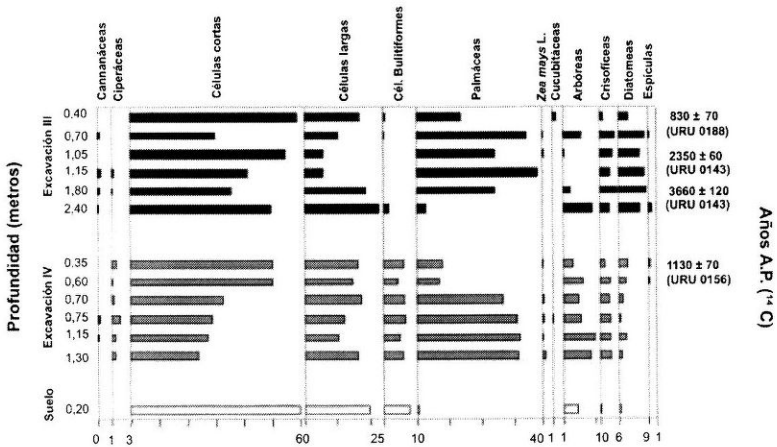 Cannanáceas
Ciperáceas
Células cortas
Células largas
Cél. Bulitiformes
Palmáceas
Zea mays L.
Cucubitáceas
Arbóreas
Crisofíceas
Diatomeas
Espículas
Profundidad (metros)
Excavación III
0,40
0,70
1,05
1,15
1,80
2,40
Excavación IV
0,35
0,60
0,70
0,75
1,15
1,30
Suelo
0,20
830 ± 70
(URU 0188)
2350 ± 60
(URU 0143)
3660 ± 120
(URU 0143)
1130 ± 70
(URU 0156)
Años A.P. (14 C)
0 1 3 60 25 10 40 1 1 10 6 9 1